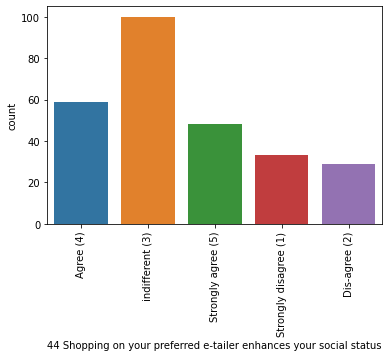 100
80
60
40
20
0
count
Agree (4)
indifferent (3)
Strongly agree (5)
Strongly disagree (1)
Dis-agree (2)
44 Shopping on your preferred e-tailer enhances your social status